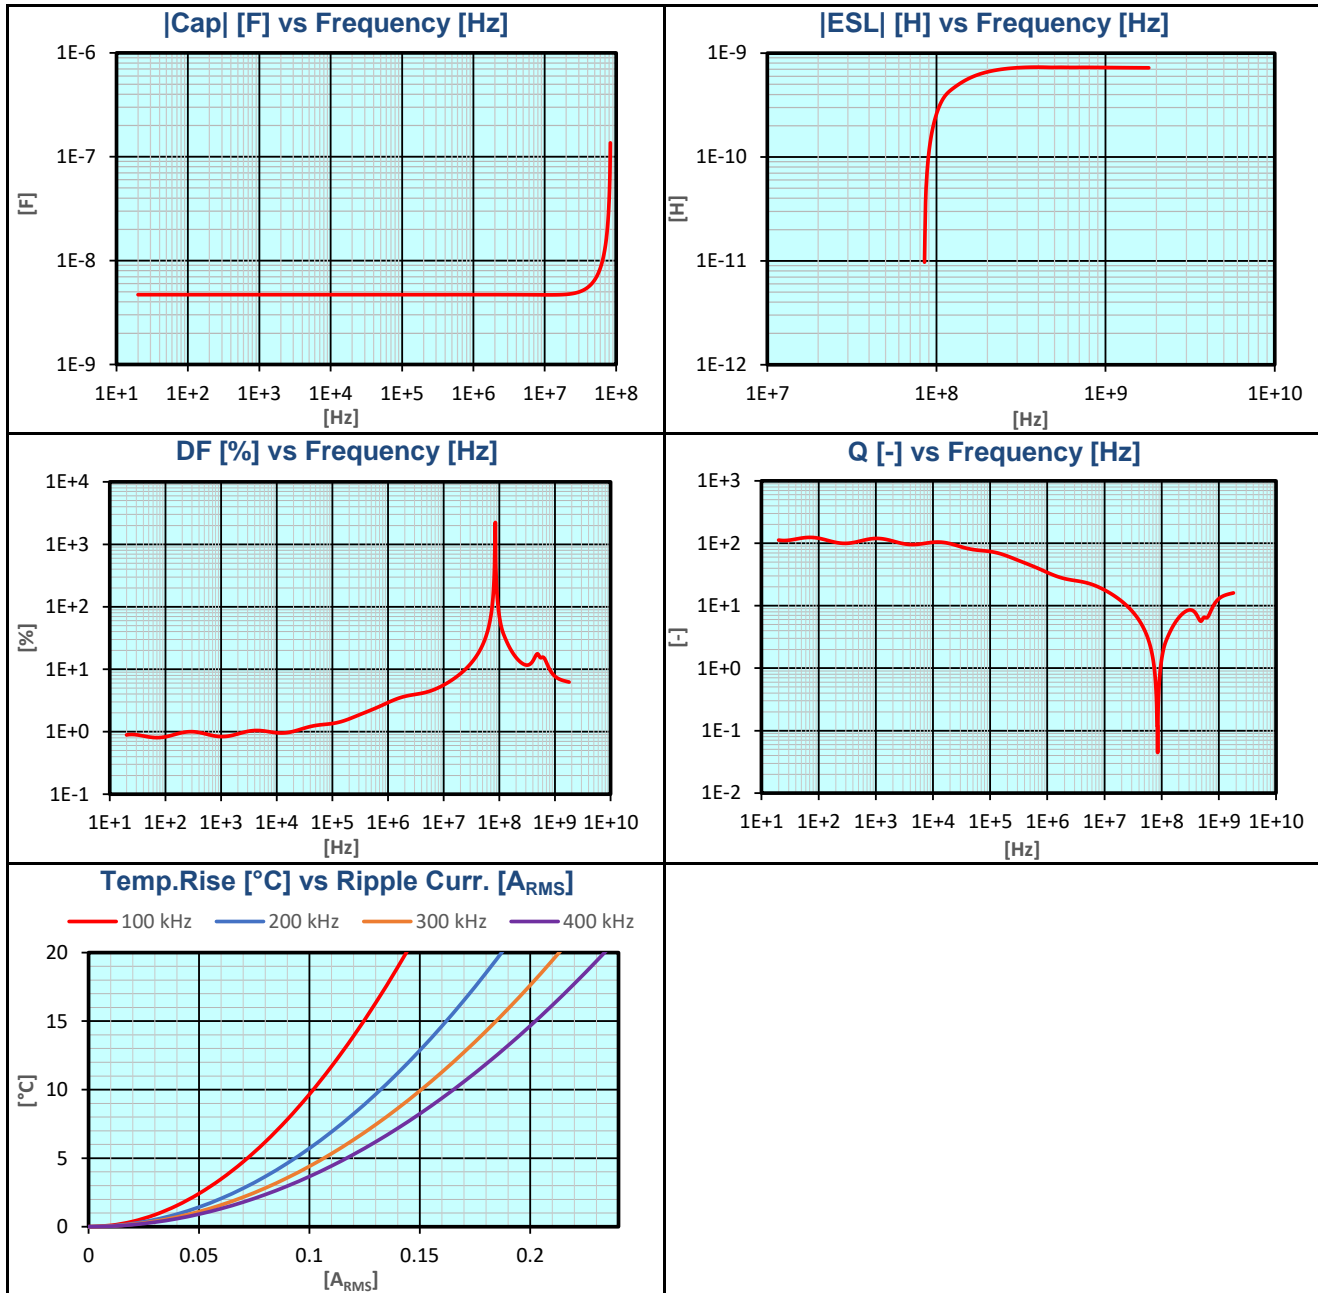 |Cap| [F] vs Frequency [Hz]
1E-6
1E-7
1E-8
1E-9
[F]
1E+1 1E+2 1E+3 1E+4 1E+5 1E+6 1E+7 1E+8
[Hz]
|ESL| [H] vs Frequency [Hz]
1E-9
1E-10
1E-11
1E-12
[H]
1E+7 1E+8 1E+9 1E+10
[Hz]
DF [%] vs Frequency [Hz]
1E+4
1E+3
1E+2
1E+1
1E+0
1E-1
[%]
1E+1 1E+2 1E+3 1E+4 1E+5 1E+6 1E+7 1E+8 1E+9 1E+10
[Hz]
Q [-] vs Frequency [Hz]
1E+3
1E+2
1E+1
1E+0
1E-1
1E-2
[-]
1E+1 1E+2 1E+3 1E+4 1E+5 1E+6 1E+7 1E+8 1E+9 1E+10
[Hz]
Temp.Rise [°C] vs Ripple Curr. [ARMS]
100 kHz 200 kHz 300 kHz 400 kHz
20
15
10
5
0
[°C]
0 0.05 0.1 0.15 0.2
[ARMS]